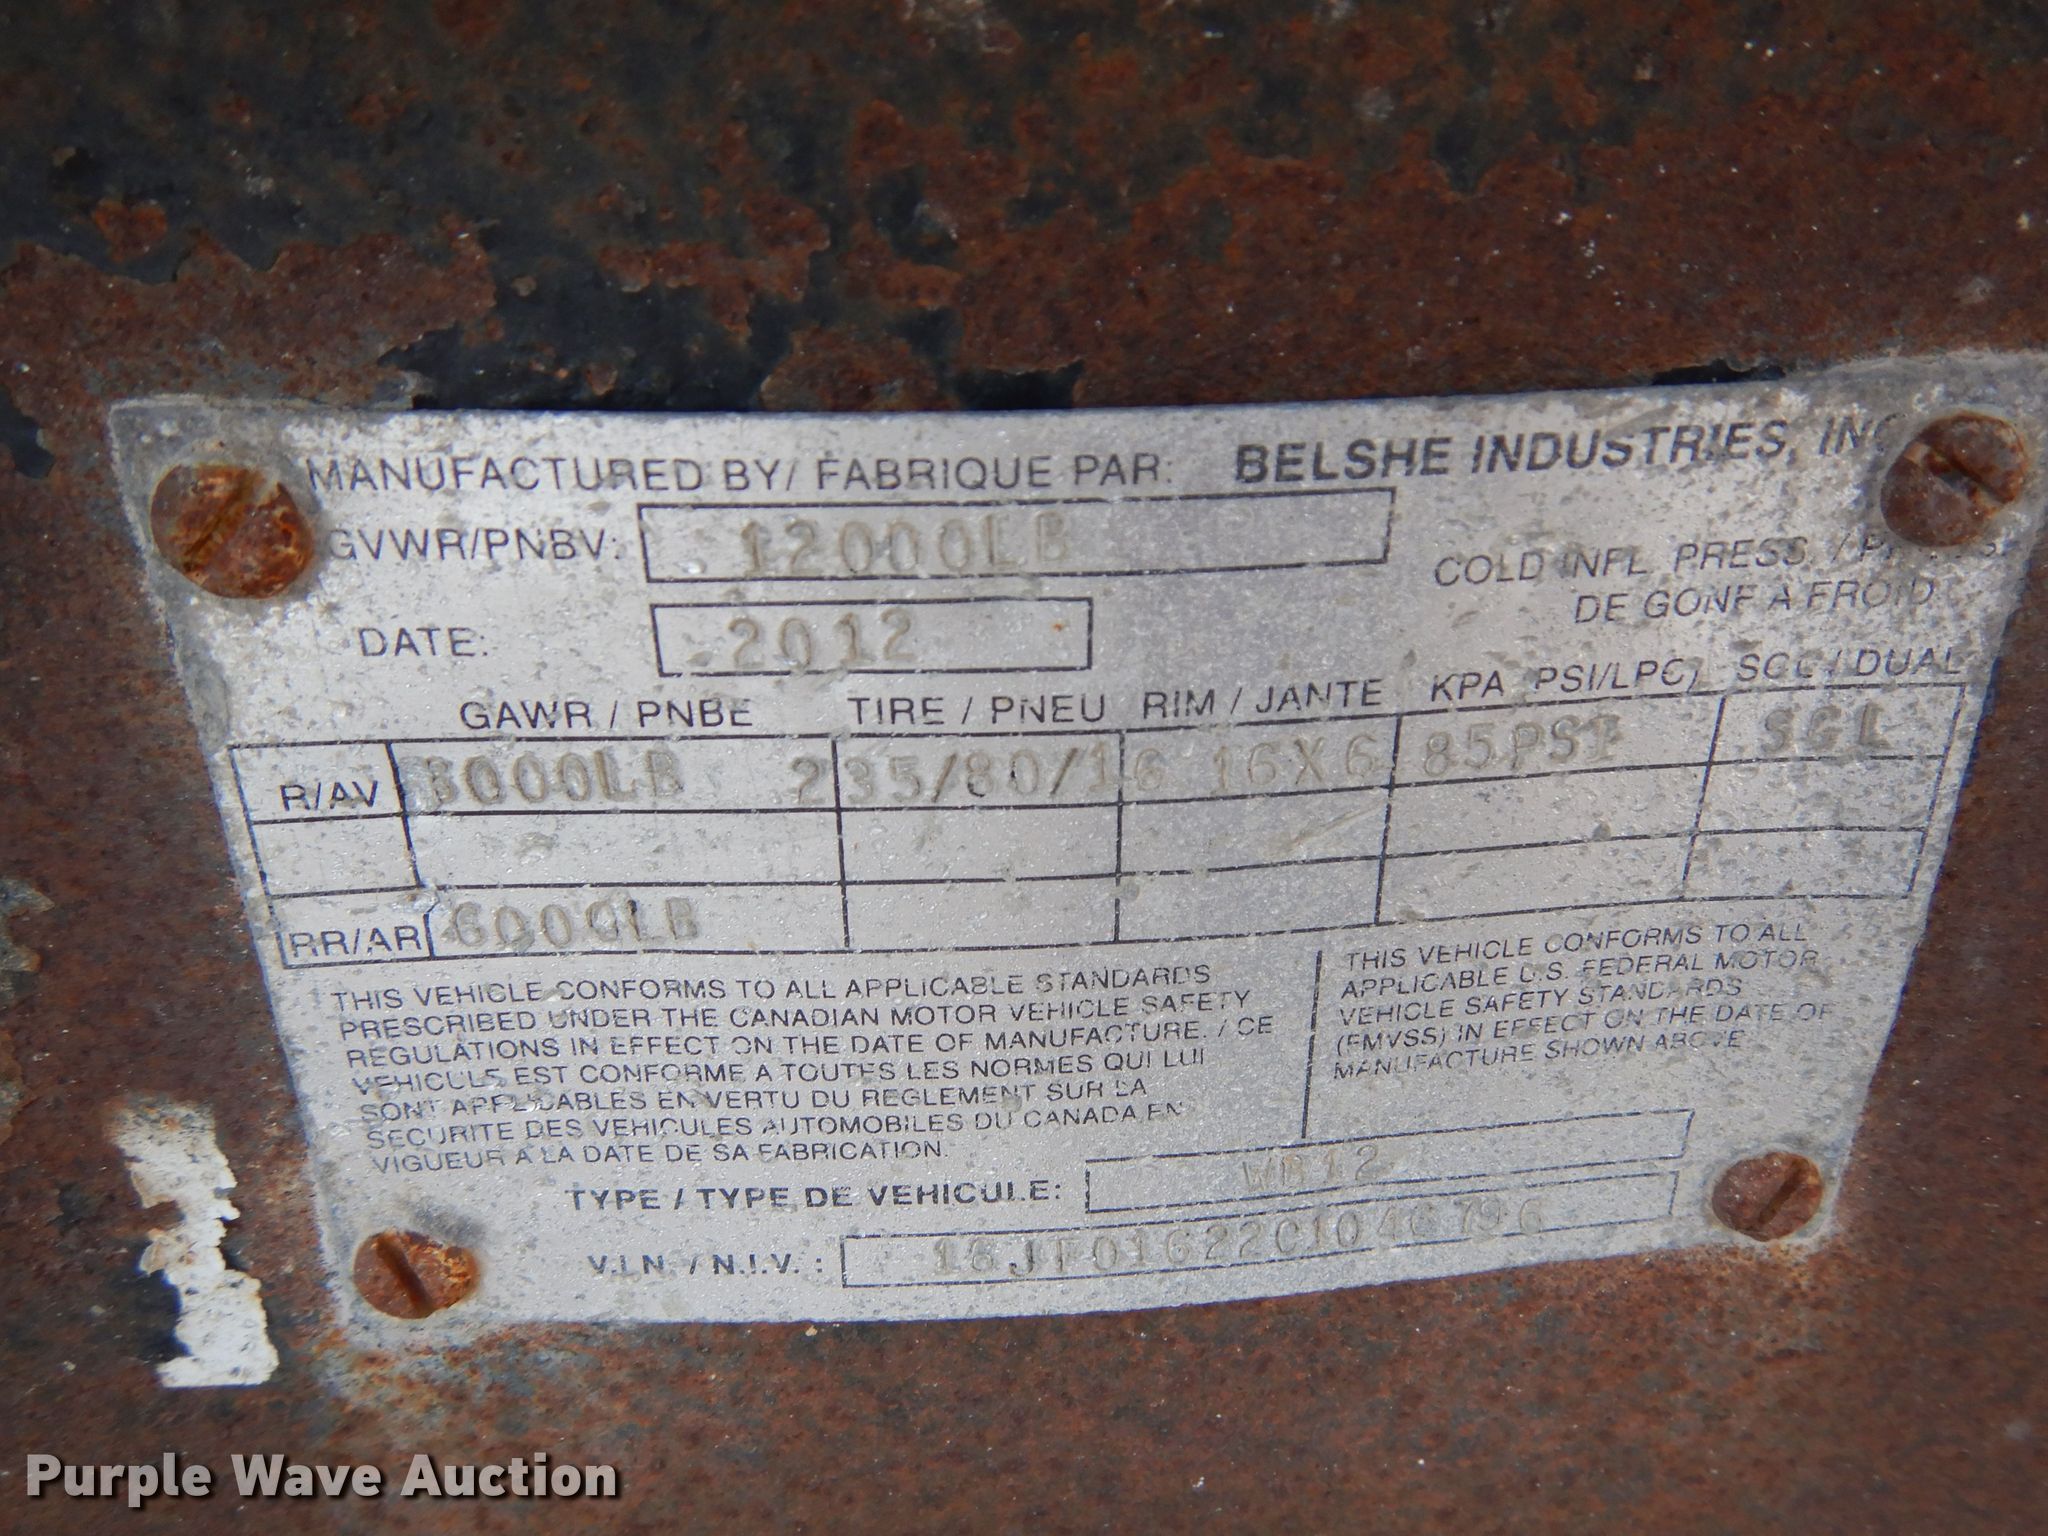 MANUFACTURED BY/ FABRIQUE PAR: BELSHE INDUSTRIES, INC
GVWR/PNBV: 12000LB
COLD INFL. PRESS. /
DE GONF A FROID
DATE: 2012
GAWR / PNBE TIRE / PNEU RIM / JANTE KPA PSI/LPC) SGL / DUAL
R/AV 6000LB 235/80/16 16X6 85PSI SGL
RR/AR 6000LB
THIS VEHICLE CONFORMS TO ALL APPLICABLE STANDARDS
PRESCRIBED UNDER THE CANADIAN MOTOR VEHICLE SAFETY
REGULATIONS IN EFFECT ON THE DATE OF MANUFACTURE. / CE
VEHICULE EST CONFORME A TOUTES LES NORMES QUI LUI
SONT APPLICABLES EN VERTU DU REGLEMENT SUR LA
SECURITE DES VEHICULES AUTOMOBILES DU CANADA EN
VIGUEUR A LA DATE DE SA FABRICATION.
THIS VEHICLE CONFORMS TO ALL
APPLICABLE U.S. FEDERAL MOTOR
VEHICLE SAFETY STANDARDS
(FMVSS) IN EFFECT ON THE DATE OF
MANUFACTURE SHOWN ABOVE
TYPE / TYPE DE VEHICULE: WB12
V.I.N. / N.I.V. : 16JF01622C1046796
Purple Wave Auction